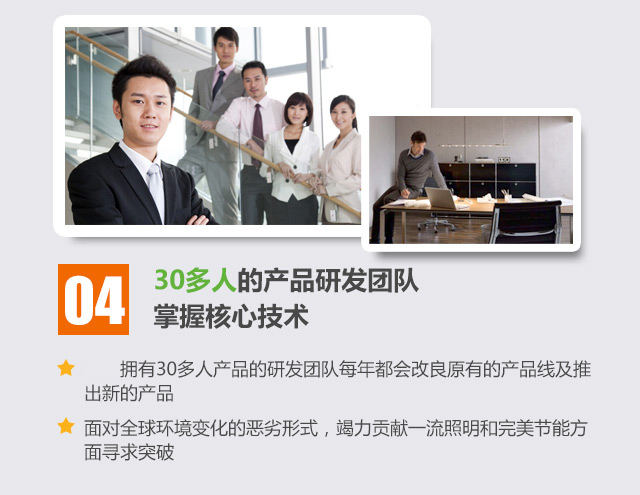 04
30多人的产品研发团队
掌握核心技术
拥有30多人产品的研发团队每年都会改良原有的产品线及推
出新的产品
面对全球环境变化的恶劣形式，竭力贡献一流照明和完美节能方
面寻求突破